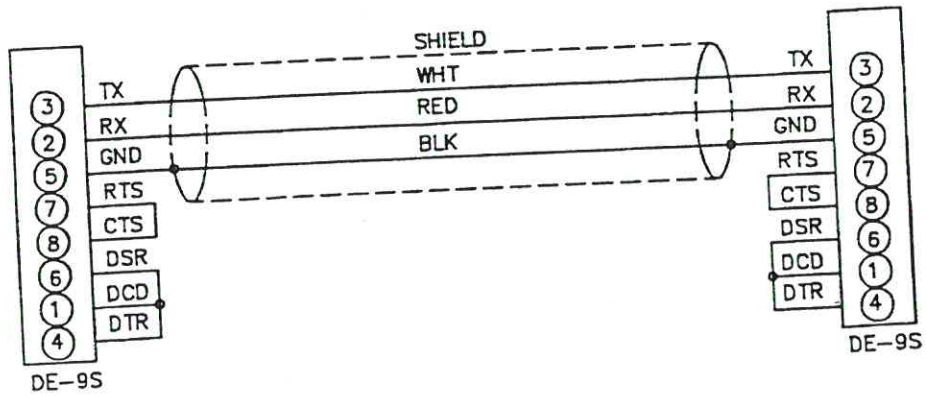 SHIELD
TX WHT TX
3 3
RX RED RX
2 2
GND BLK GND
5 5
RTS RTS
7 7
CTS CTS
8 8
DSR DSR
6 6
DCD DCD
1 1
DTR DTR
4 4
DE-9S DE-9S